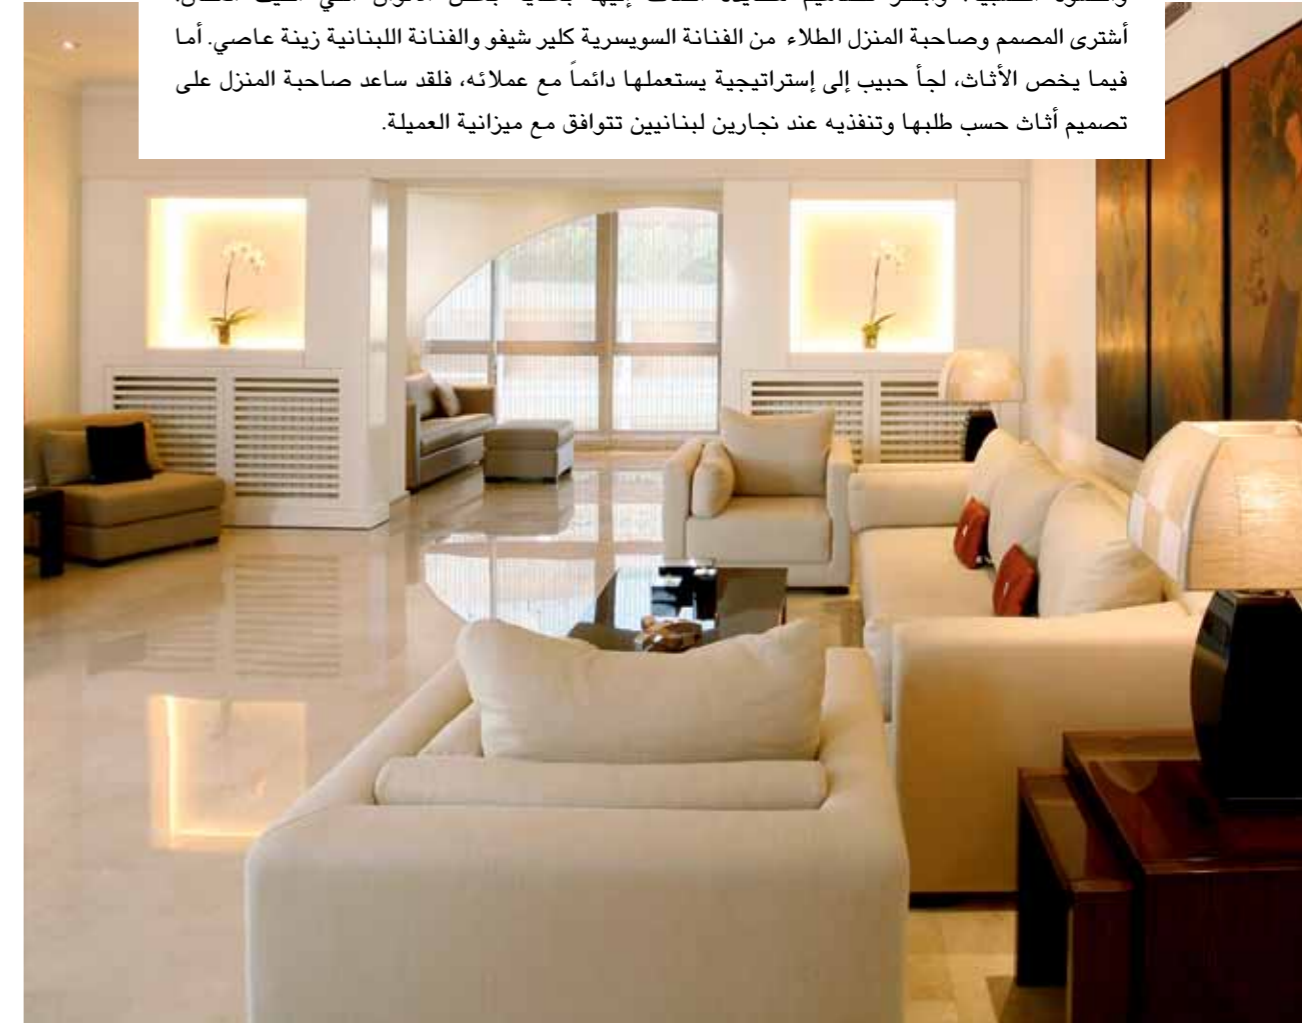 أشترى المصمم وصاحبة المنزل الطلاء من الفنانة السويسرية كلير شيفو والفنانة اللبنانية زينة عاصي. أما
فيما يخص الأثاث، لجأ حبيب إلى إستراتيجية يستعملها دائماً مع عملائه، فلقد ساعد صاحبة المنزل على
تصميم أثاث حسب طلبها وتنفذيه عند نجارين لبنانيين تتوافق مع ميزانية العميلة.